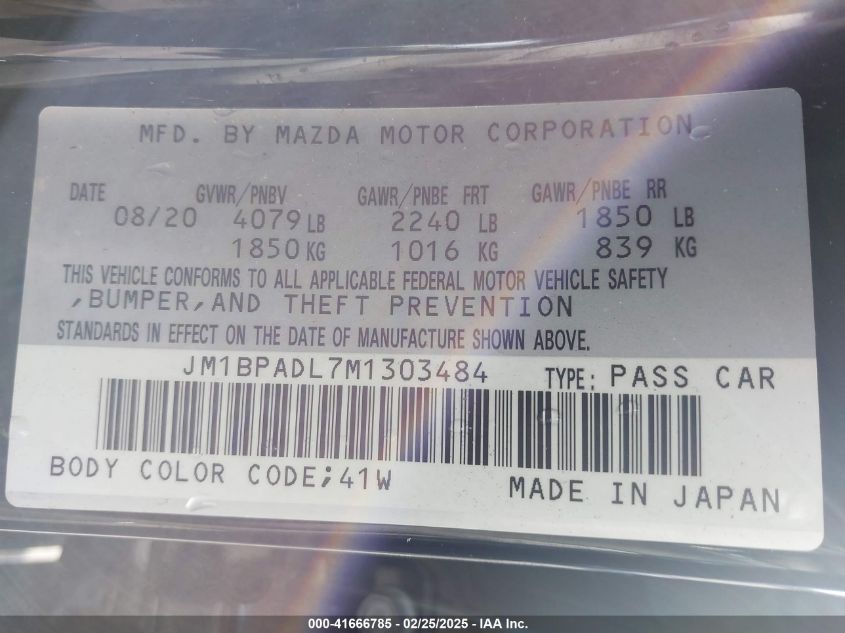 MFD. BY MAZDA MOTOR CORPORATION
DATE GVWR/PNBV GAWR/PNBE FRT GAWR/PNBE RR
08/20 4079 LB 2240 LB 1850 LB
1850 KG 1016 KG 839 KG
THIS VEHICLE CONFORMS TO ALL APPLICABLE FEDERAL MOTOR VEHICLE SAFETY
,BUMPER,AND THEFT PREVENTION
STANDARDS IN EFFECT ON THE DATE OF MANUFACTURE SHOWN ABOVE.
JM1BPADL7M1303484 TYPE: PASS CAR
BODY COLOR CODE;41W MADE IN JAPAN
000-41666785 - 02/25/2025 - IAA Inc.